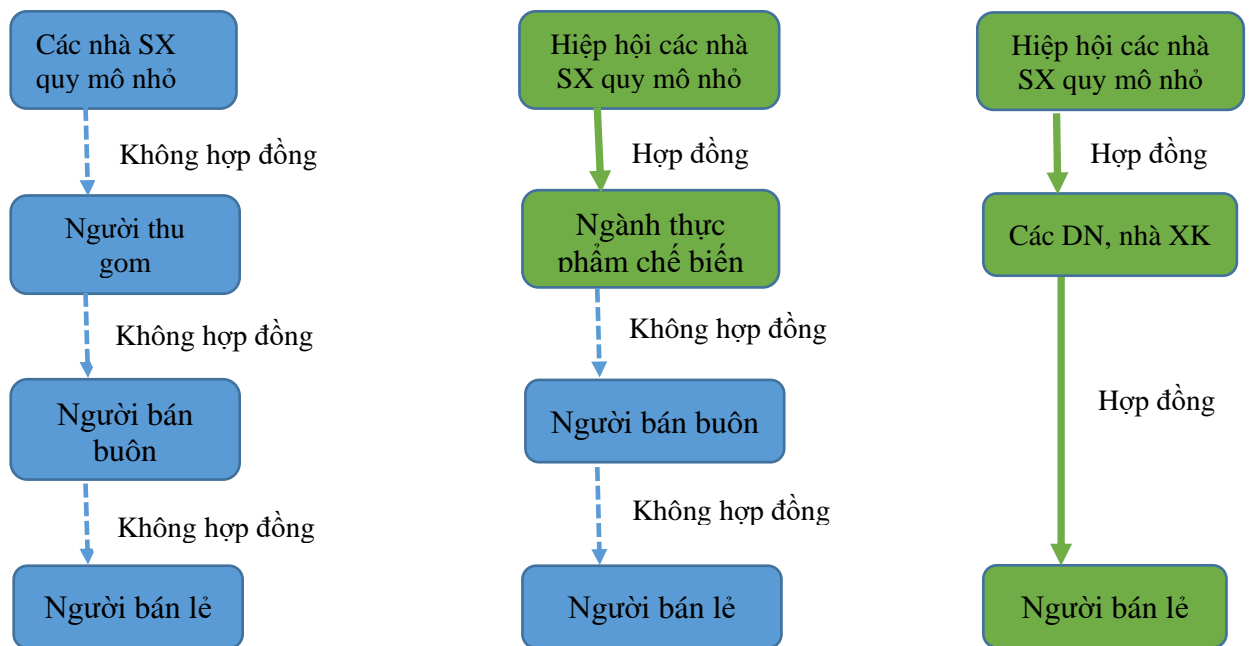 Các nhà SX
quy mô nhỏ
Không hợp đồng
Người thu
gom
Không hợp đồng
Người bán
buôn
Không hợp đồng
Người bán lẻ
Hiệp hội các nhà
SX quy mô nhỏ
Hợp đồng
Ngành thực
phẩm chế biến
Không hợp đồng
Người bán buôn
Không hợp đồng
Người bán lẻ
Hiệp hội các nhà
SX quy mô nhỏ
Hợp đồng
Các DN, nhà XK
Hợp đồng
Người bán lẻ